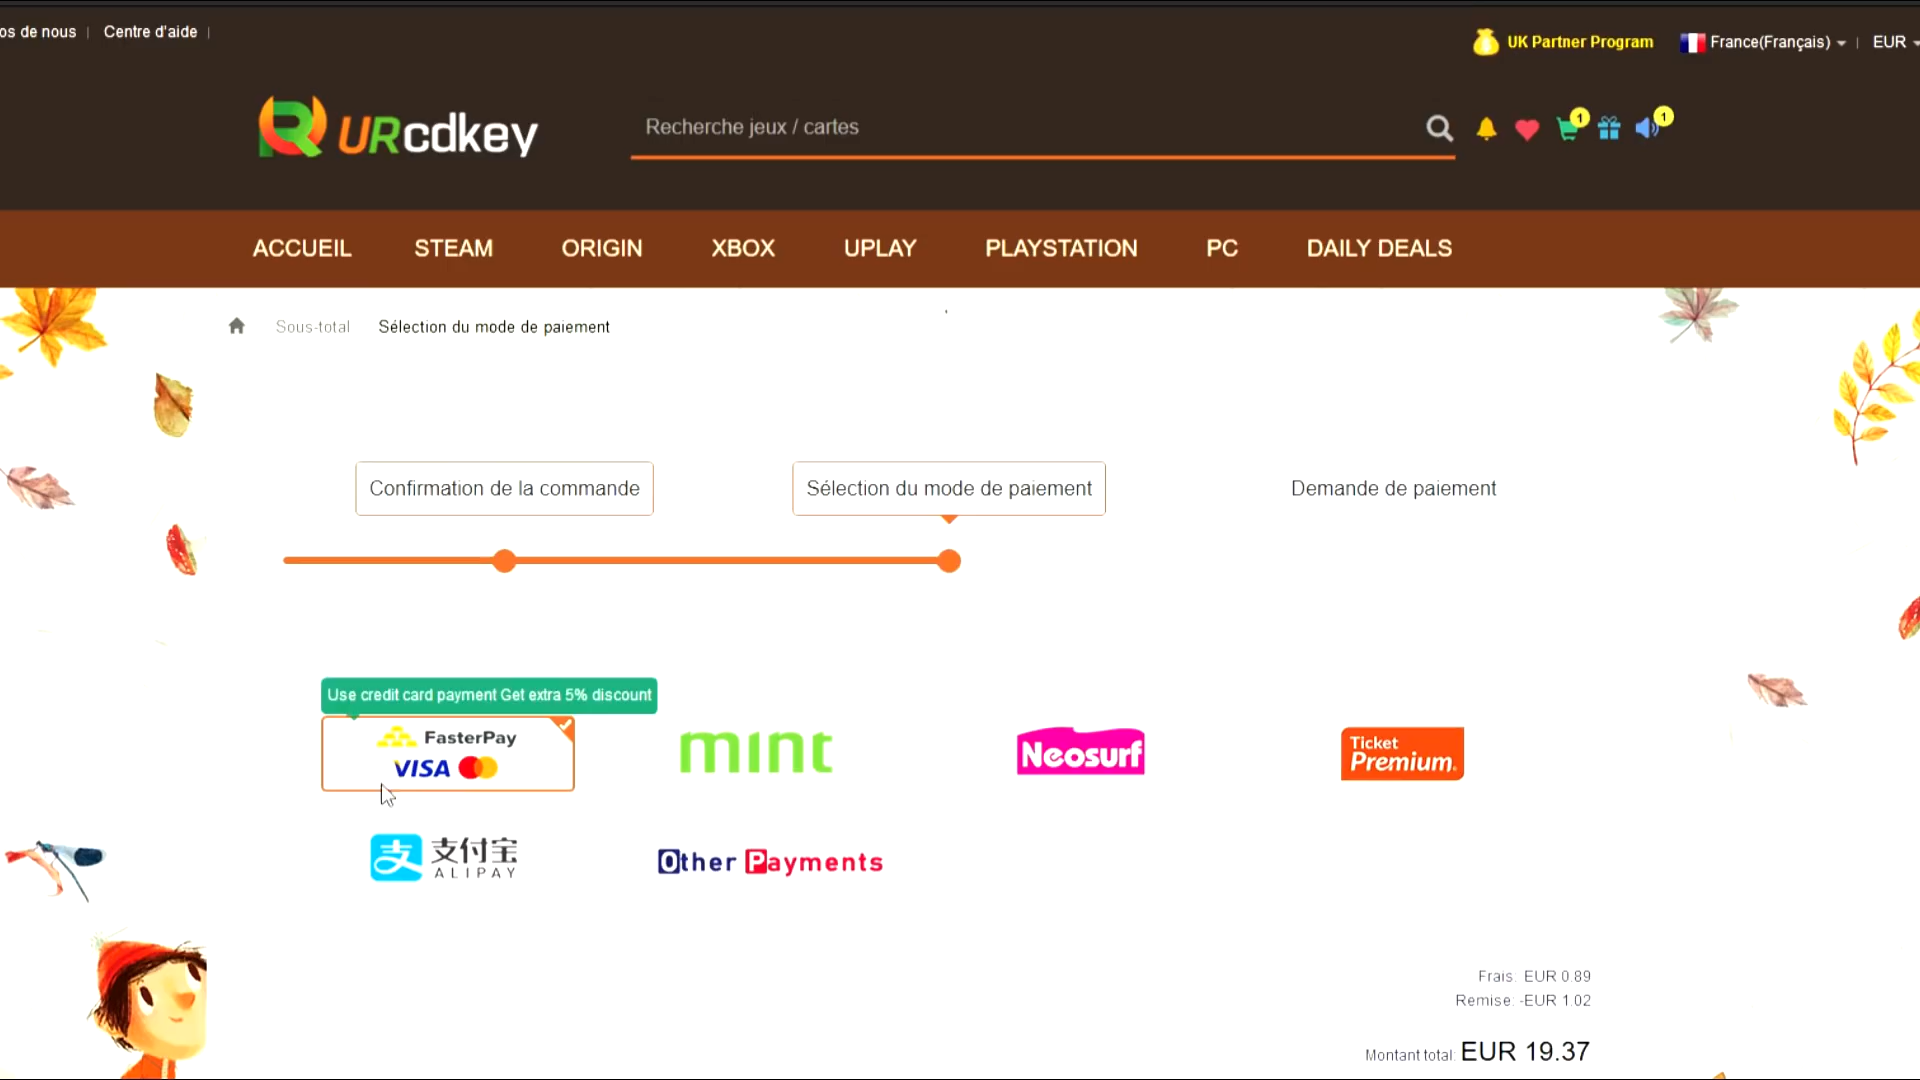 os de nous | Centre d'aide |
UK Partner Program
France(Français) | EUR
URcdkey
Recherche jeux / cartes
1
1
ACCUEIL STEAM ORIGIN XBOX UPLAY PLAYSTATION PC DAILY DEALS
Sous-total Sélection du mode de paiement
Confirmation de la commande
Sélection du mode de paiement
Demande de paiement
Use credit card payment Get extra 5% discount
FasterPay
VISA
mint
Neosurf
Ticket
Premium.
支付宝
ALIPAY
Other Payments
Frais: EUR 0.89
Remise: -EUR 1.02
Montant total: EUR 19.37